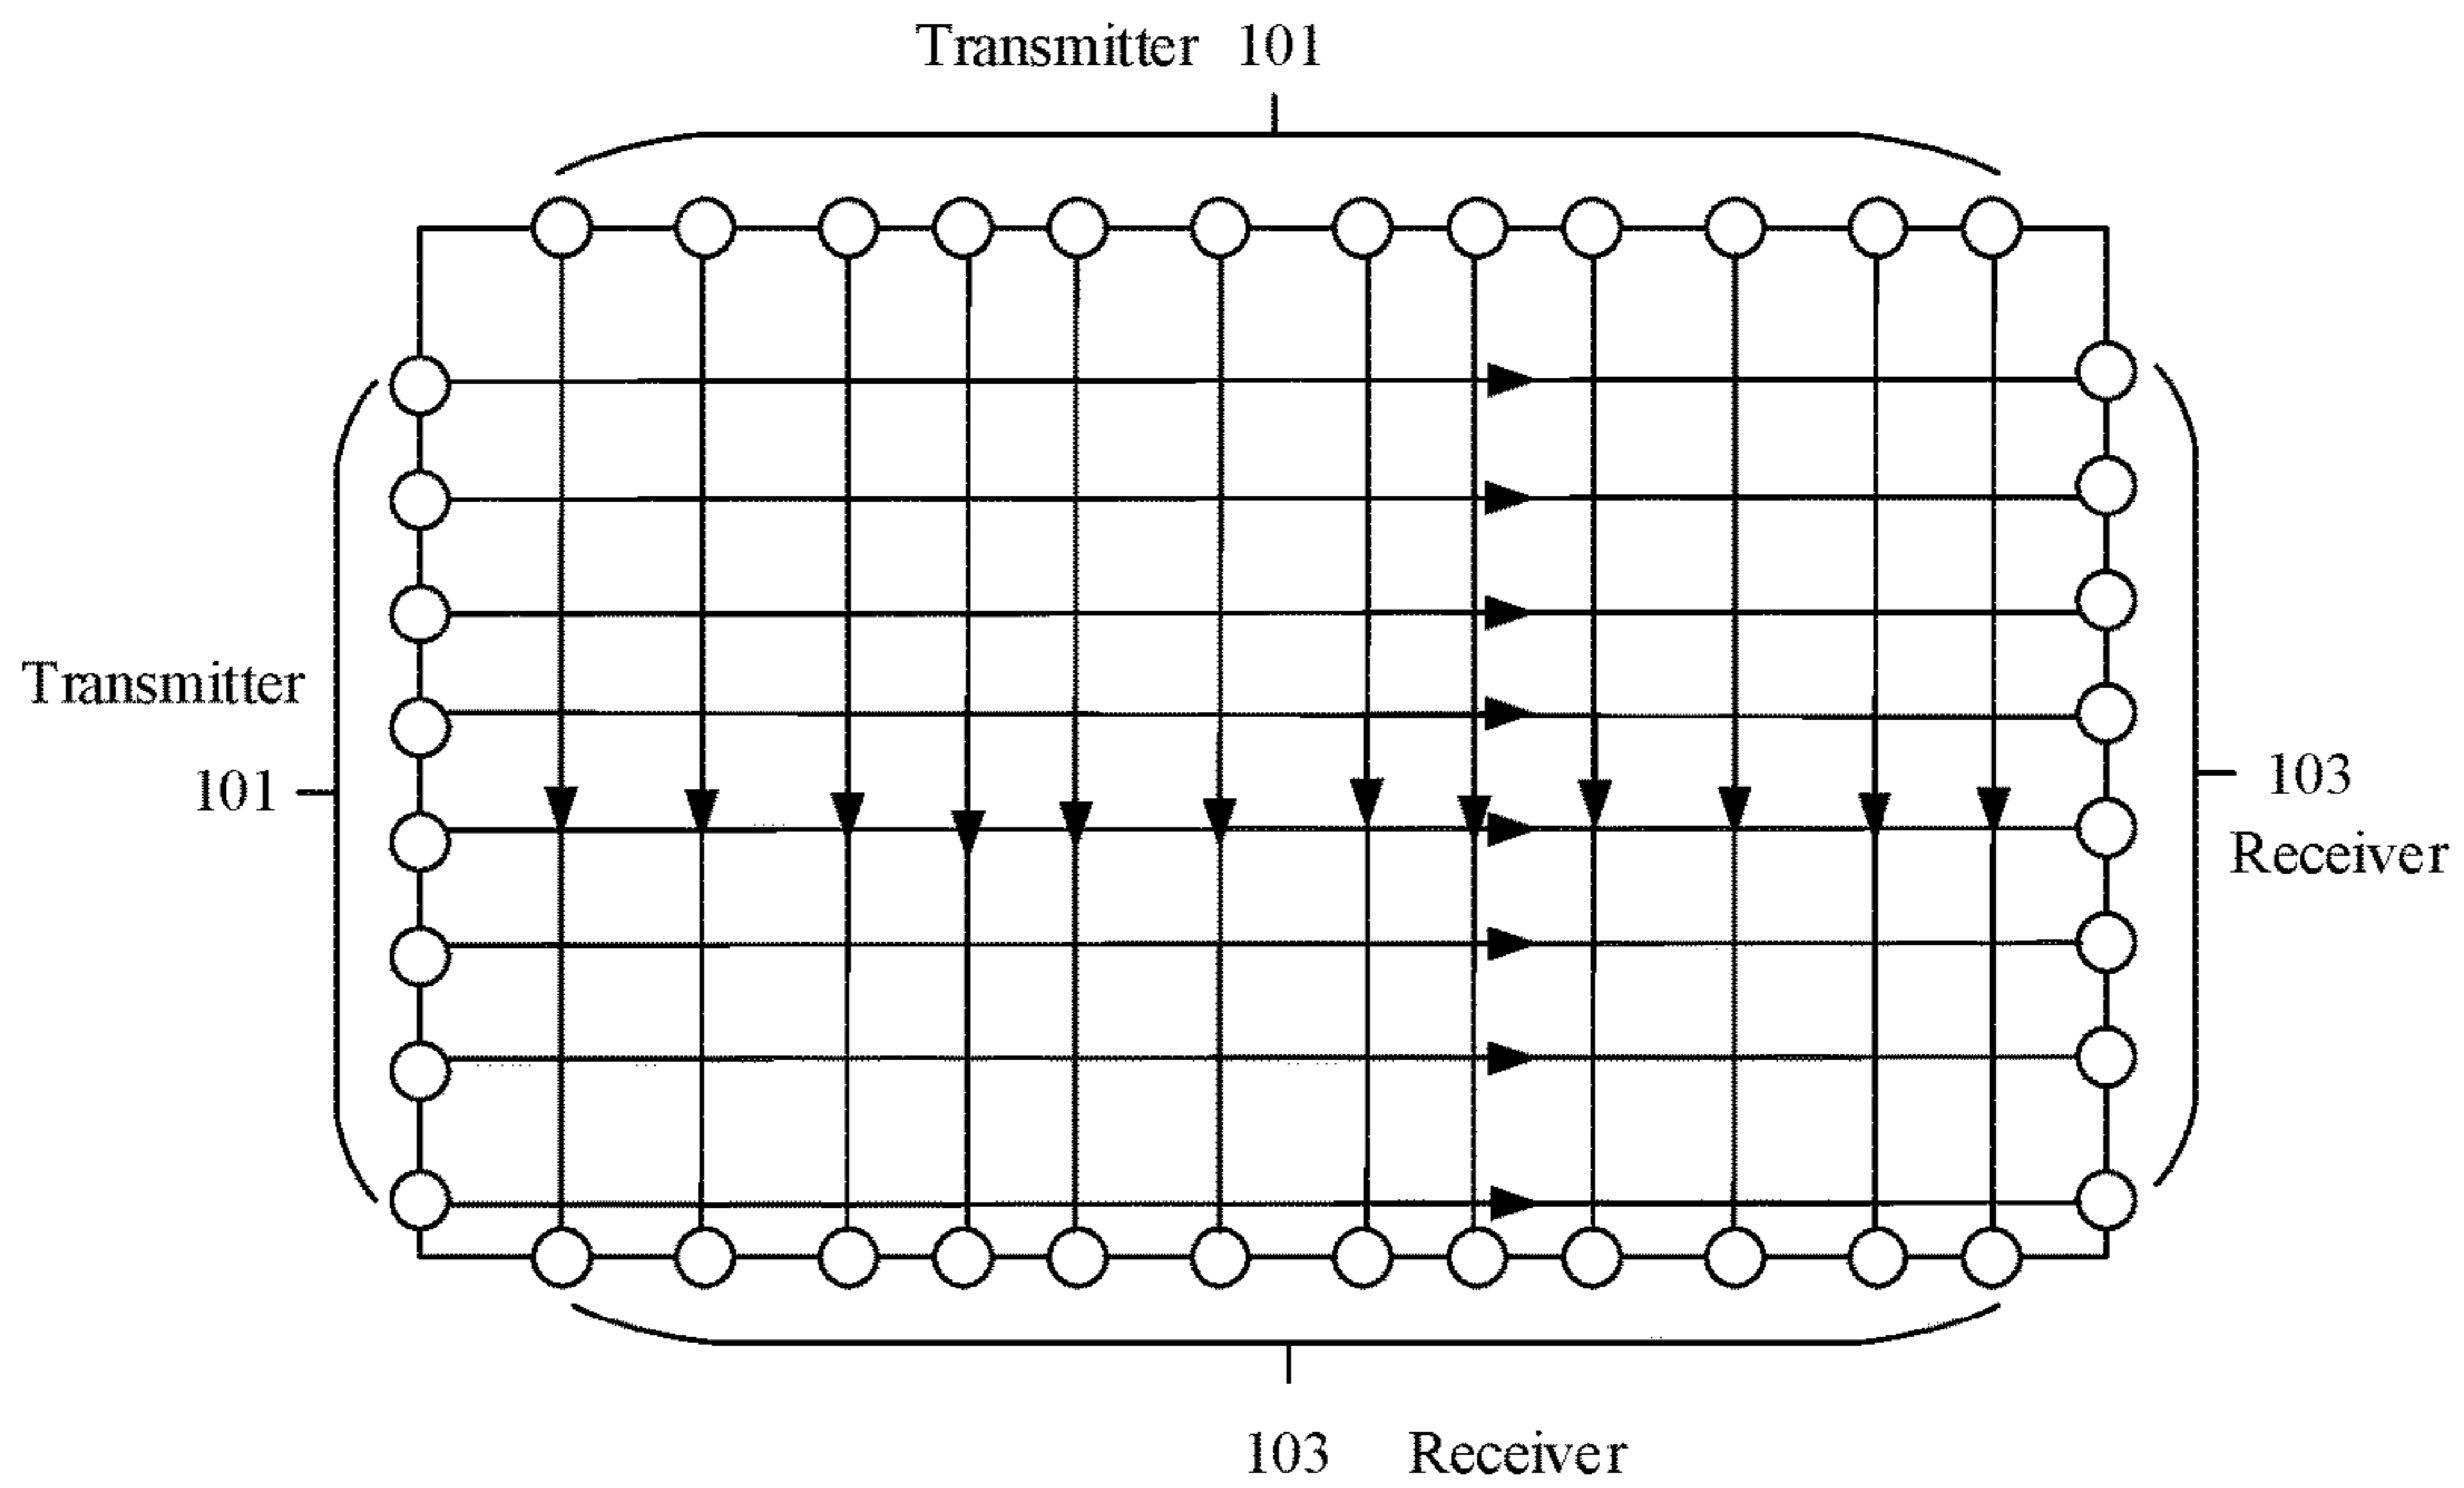 Transmitter 101
Transmitter
101
103
Receiver
103 Receiver